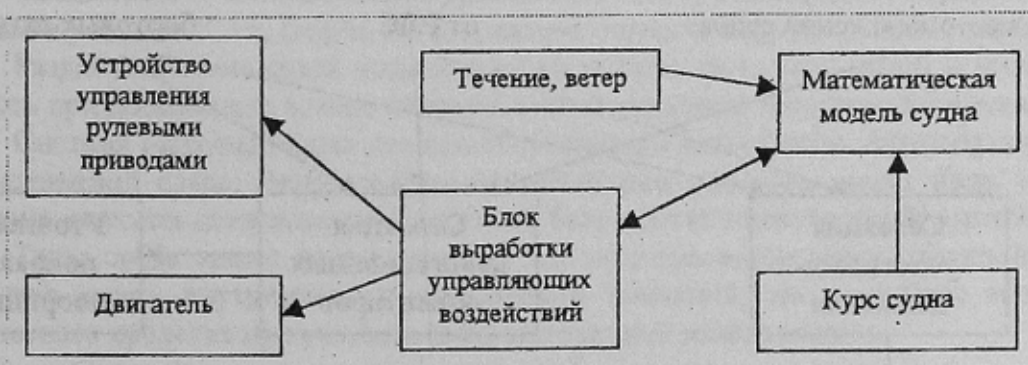 Устройство
управления
рулевыми
приводами
Течение, ветер
Математическая
модель судна
Блок
выработки
управляющих
воздействий
Двигатель
Курс судна